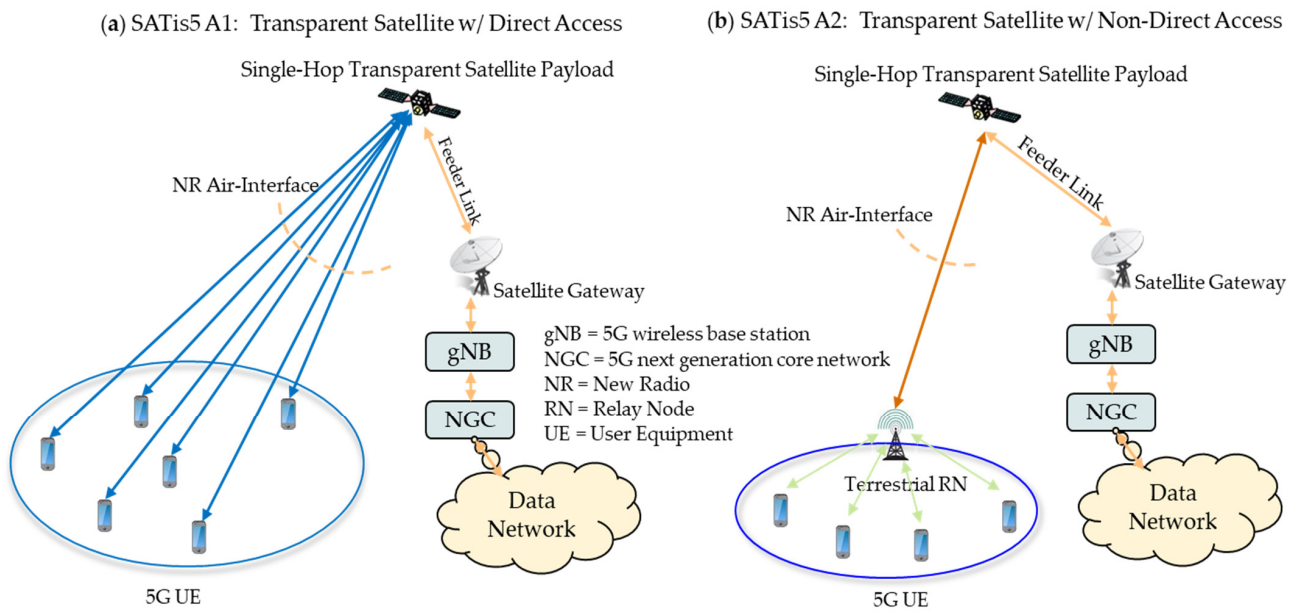 (a) SATis5 A1: Transparent Satellite w/ Direct Access
Single-Hop Transparent Satellite Payload
Feeder Link
NR Air-Interface
Satellite Gateway
gNB
NGC
Data
Network
5G UE
gNB = 5G wireless base station
NGC = 5G next generation core network
NR = New Radio
RN = Relay Node
UE = User Equipment
(b) SATis5 A2: Transparent Satellite w/ Non-Direct Access
Single-Hop Transparent Satellite Payload
Feeder Link
NR Air-Interface
Satellite Gateway
gNB
NGC
Terrestrial RN
Data
Network
5G UE